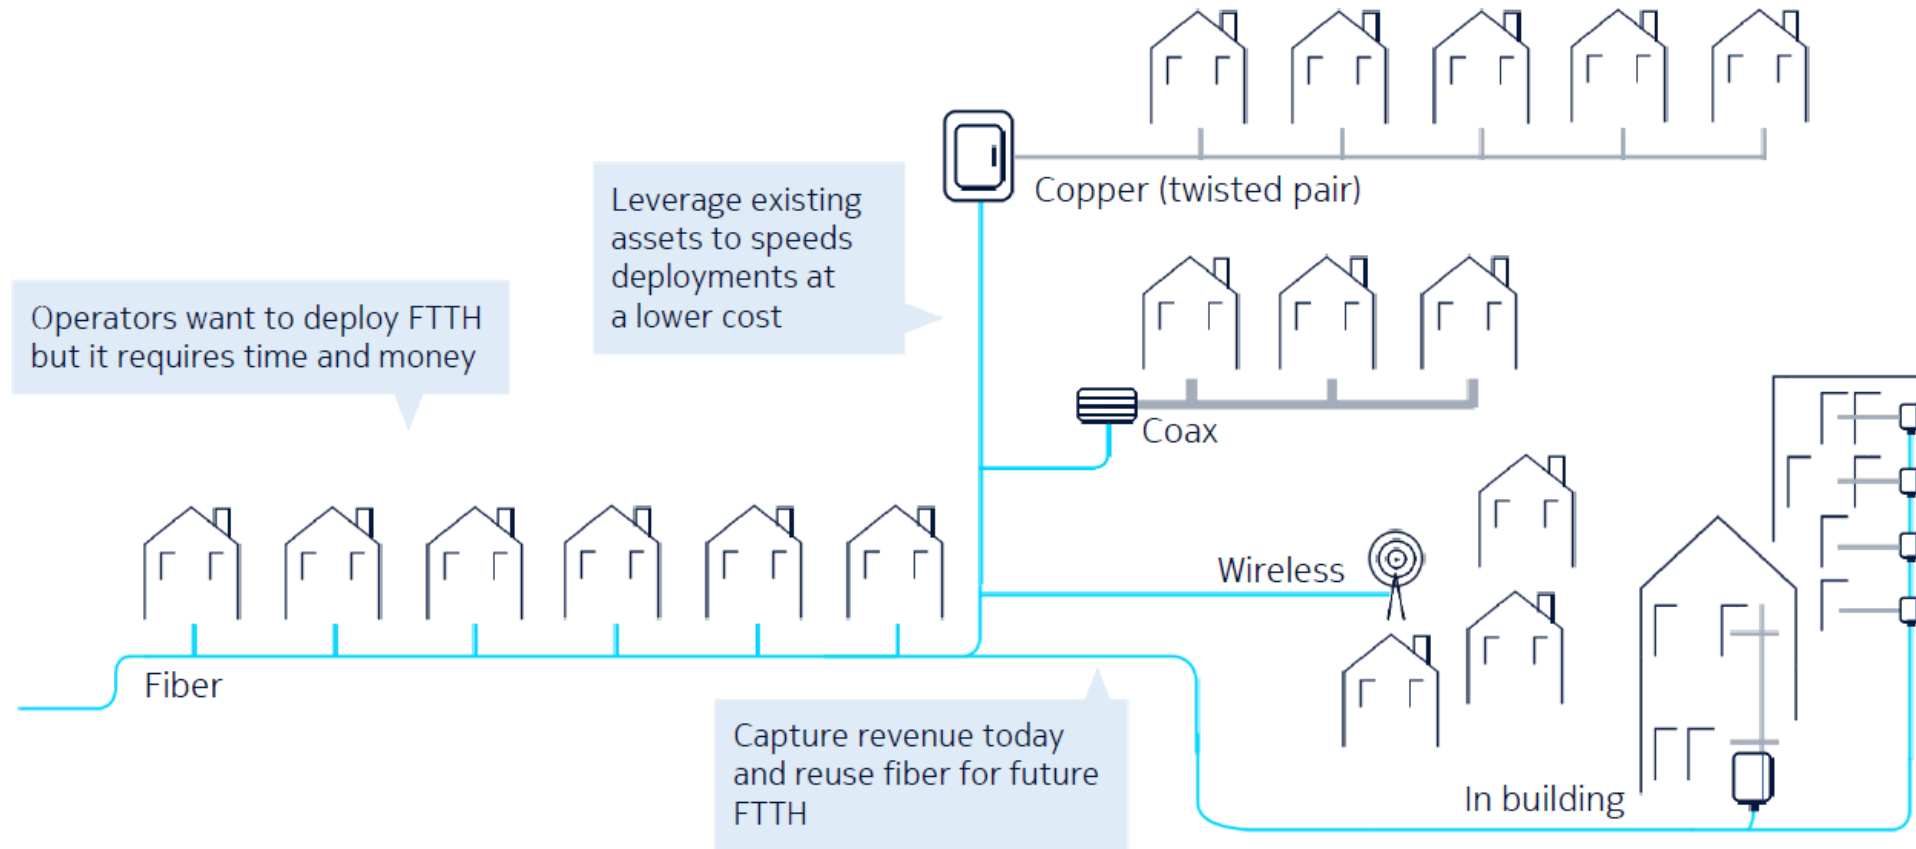 Copper (twisted pair)
Leverage existing
assets to speeds
deployments at
a lower cost
Operators want to deploy FTTH
but it requires time and money
Coax
Wireless
Fiber
Capture revenue today
and reuse fiber for future
FTTH
In building